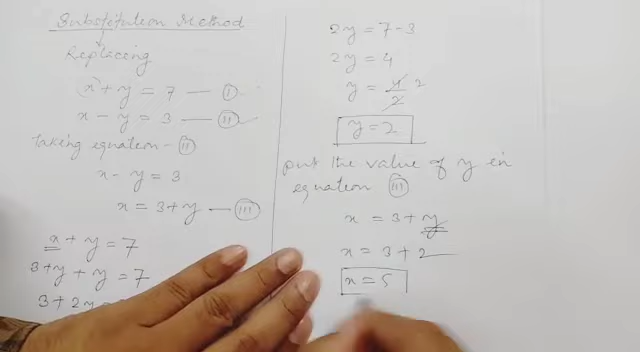 Substitution Method
Replacing
x + y = 7 — I
x - y = 3 — II
Taking equation - II
x - y = 3
x = 3 + y — III
x + y = 7
3 + y + y = 7
3 + 2y =
2y = 7 - 3
2y = 4
y = 4/2 2
y = 2
put the value of y in
equation III
x = 3 + y
x = 3 + 2
x = 5